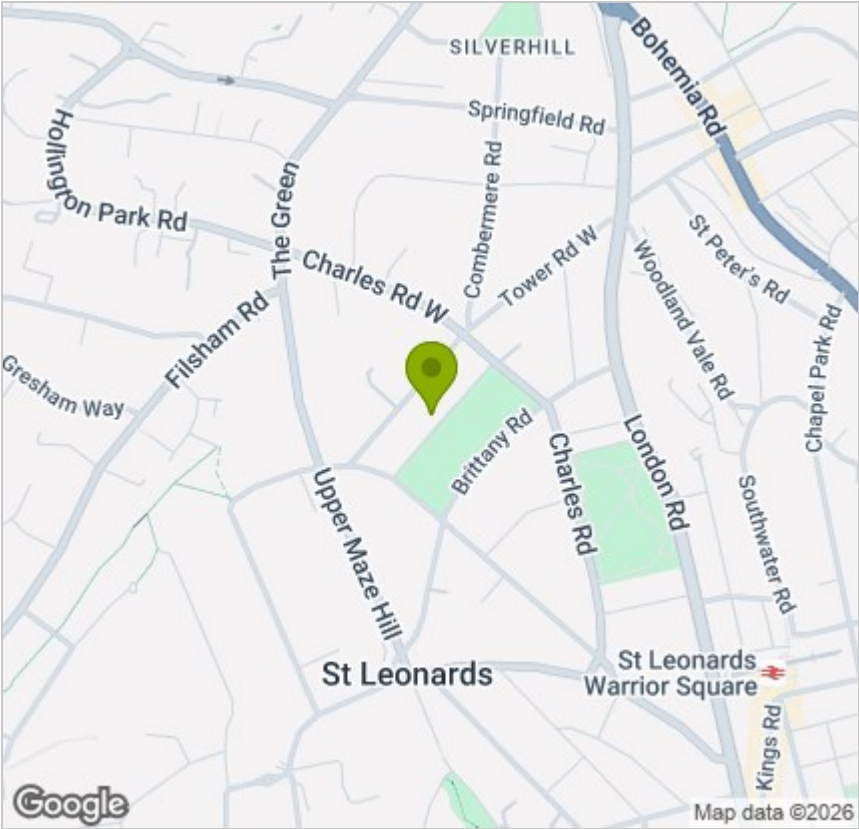 SILVERHILL
Bohemia Rd
Springfield Rd
Hollington Park Rd
The Green
Combermere Rd
Charles Rd W
Tower Rd W
St Peter's Rd
Woodland Vale Rd
Filsham Rd
Chapel Park Rd
Gresham Way
Brittany Rd
London Rd
Charles Rd
Upper Maze Hill
Southwater Rd
St Leonards
St Leonards
Warrior Square
Kings Rd
Google
Map data ©2026